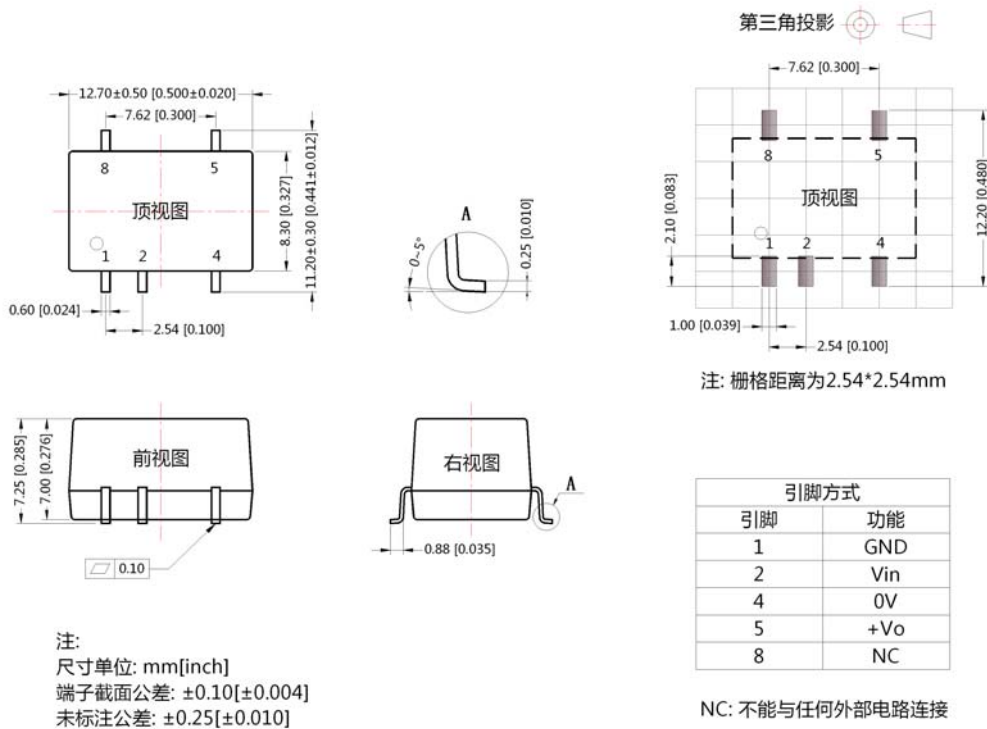 第三角投影
12.70±0.50 [0.500±0.020]
7.62 [0.300]
8
5
顶视图
1
2
4
8.30 [0.327]
11.20±0.30 [0.441±0.012]
0.60 [0.024]
2.54 [0.100]
A
0~5°
0.25 [0.010]
7.62 [0.300]
8
5
顶视图
1
2
4
2.10 [0.083]
12.20 [0.480]
1.00 [0.039]
2.54 [0.100]
注: 栅格距离为2.54*2.54mm
7.25 [0.285]
7.00 [0.276]
前视图
0.10
右视图
A
0.88 [0.035]
引脚方式
引脚 功能
1 GND
2 Vin
4 0V
5 +Vo
8 NC
NC: 不能与任何外部电路连接
注:
尺寸单位: mm[inch]
端子截面公差: ±0.10[±0.004]
未标注公差: ±0.25[±0.010]